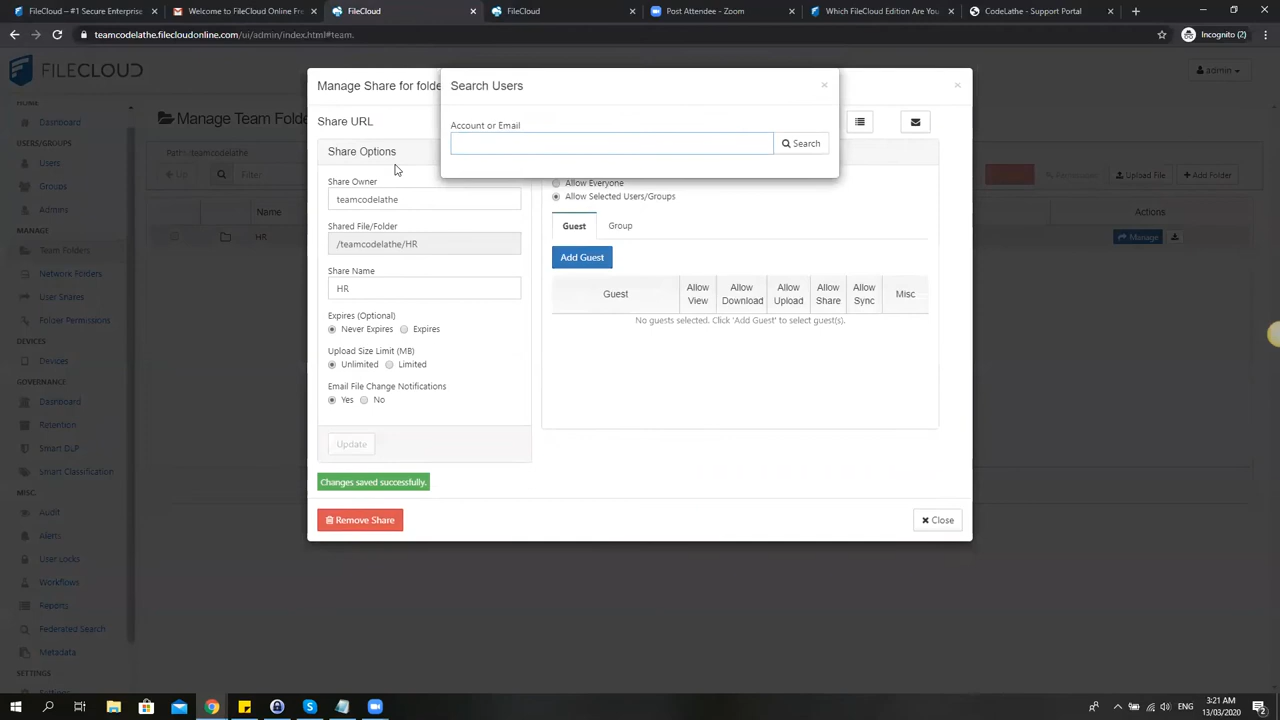 FileCloud
Welcome to FileCloud Online f
FileCloud
FileCloud
Post Attendee - Zoom
Which FileCloud Edition Are You
CodeLathe - Support Portal
teamcodelathe.filecloudonline.com/ui/admin/index.html#team.
Incognito (2)
FILECLOUD
admin
Manage Share for folde
Search Users
Account or Email
Search
HOME
Dashboard
USERS/GROUPS
Users
Groups
Admins
MANAGE
Team Folders
Network Folders
User Shares
Folder Permissions
DEVICES
Devices
GOVERNANCE
Dashboard
Retention
Smart DLP
Smart Classification
MISC.
Audit
Alerts
User Locks
Workflows
Reports
Federated Search
Metadata
SETTINGS
Settings
Manage Team Folde
Path:/teamcodelathe
Up
Filter
Upload File
Add Folder
Name
Actions
HR
Manage
Share URL
Share Options
Share Owner
teamcodelathe
Shared File/Folder
/teamcodelathe/HR
Share Name
HR
Expires (Optional)
Never Expires
Expires
Upload Size Limit (MB)
Unlimited
Limited
Email File Change Notifications
Yes
No
Update
Changes saved successfully.
Remove Share
Allow Everyone
Allow Selected Users/Groups
Guest
Group
Add Guest
Guest
Allow View
Allow Download
Allow Upload
Allow Share
Allow Sync
Misc
No guests selected. Click 'Add Guest' to select guest(s).
Close
ENG
3:21 AM
13/03/2020